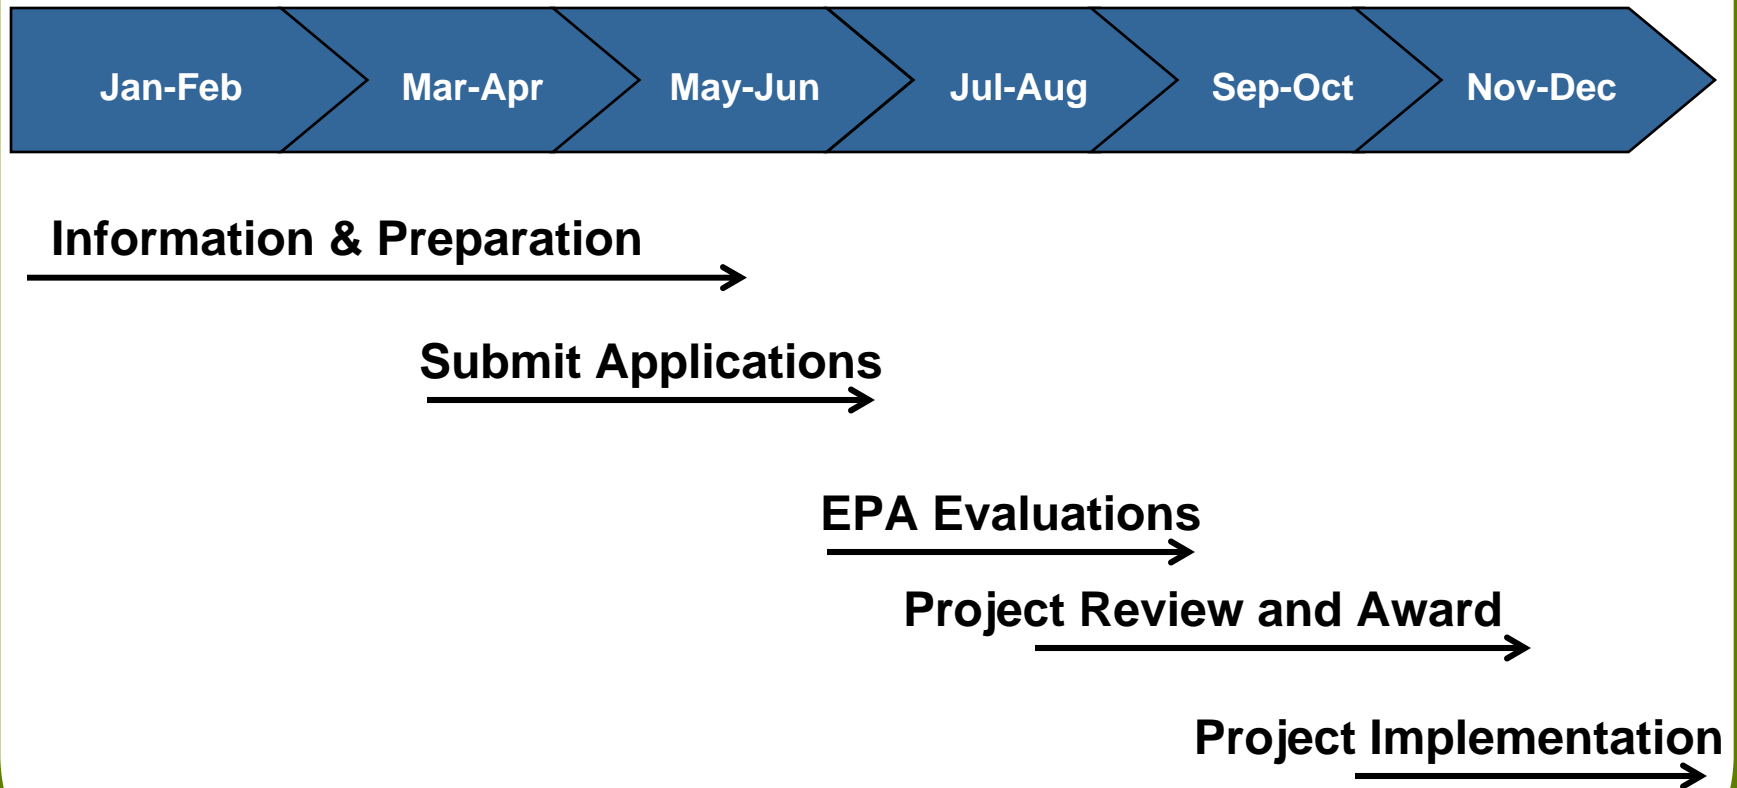 Jan-Feb
Mar-Apr
May-Jun
Jul-Aug
Sep-Oct
Nov-Dec
Information & Preparation
Submit Applications
EPA Evaluations
Project Review and Award
Project Implementation